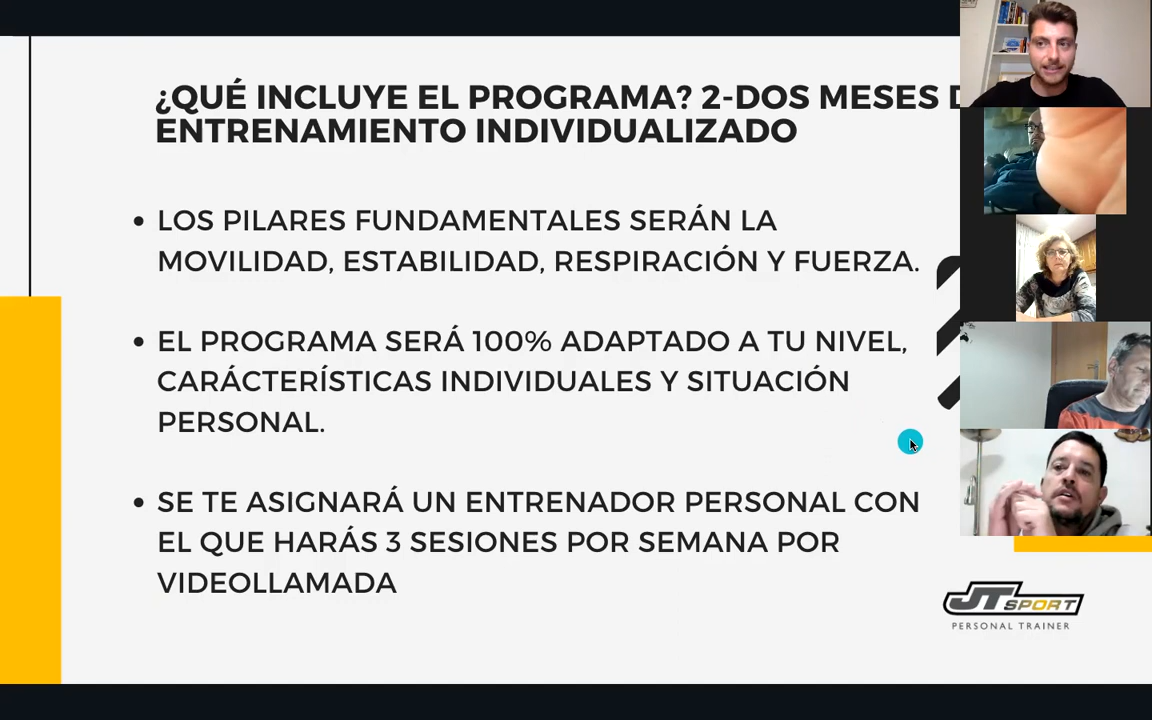 ¿QUÉ INCLUYE EL PROGRAMA? 2-DOS MESES
ENTRENAMIENTO INDIVIDUALIZADO
• LOS PILARES FUNDAMENTALES SERÁN LA
MOVILIDAD, ESTABILIDAD, RESPIRACIÓN Y FUERZA.
• EL PROGRAMA SERÁ 100% ADAPTADO A TU NIVEL,
CARÁCTERÍSTICAS INDIVIDUALES Y SITUACIÓN
PERSONAL.
• SE TE ASIGNARÁ UN ENTRENADOR PERSONAL CON
EL QUE HARÁS 3 SESIONES POR SEMANA POR
VIDEOLLAMADA
JT SPORT
PERSONAL TRAINER